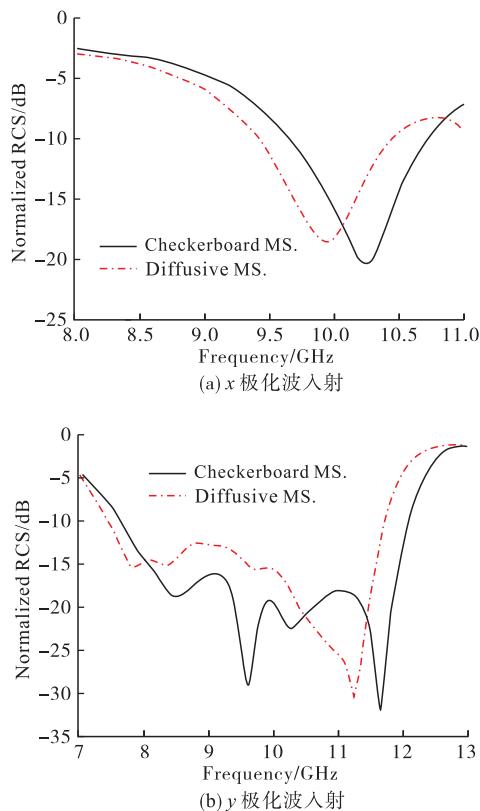 0
-5
-10
-15
-20
-25
Normalized RCS/dB
Checkerboard MS.
Diffusive MS.
8.0 8.5 9.0 9.5 10.0 10.5 11.0
Frequency/GHz
(a) x 极化波入射
0
-5
-10
-15
-20
-25
-30
-35
Normalized RCS/dB
Checkerboard MS.
Diffusive MS.
7 8 9 10 11 12 13
Frequency/GHz
(b) y 极化波入射